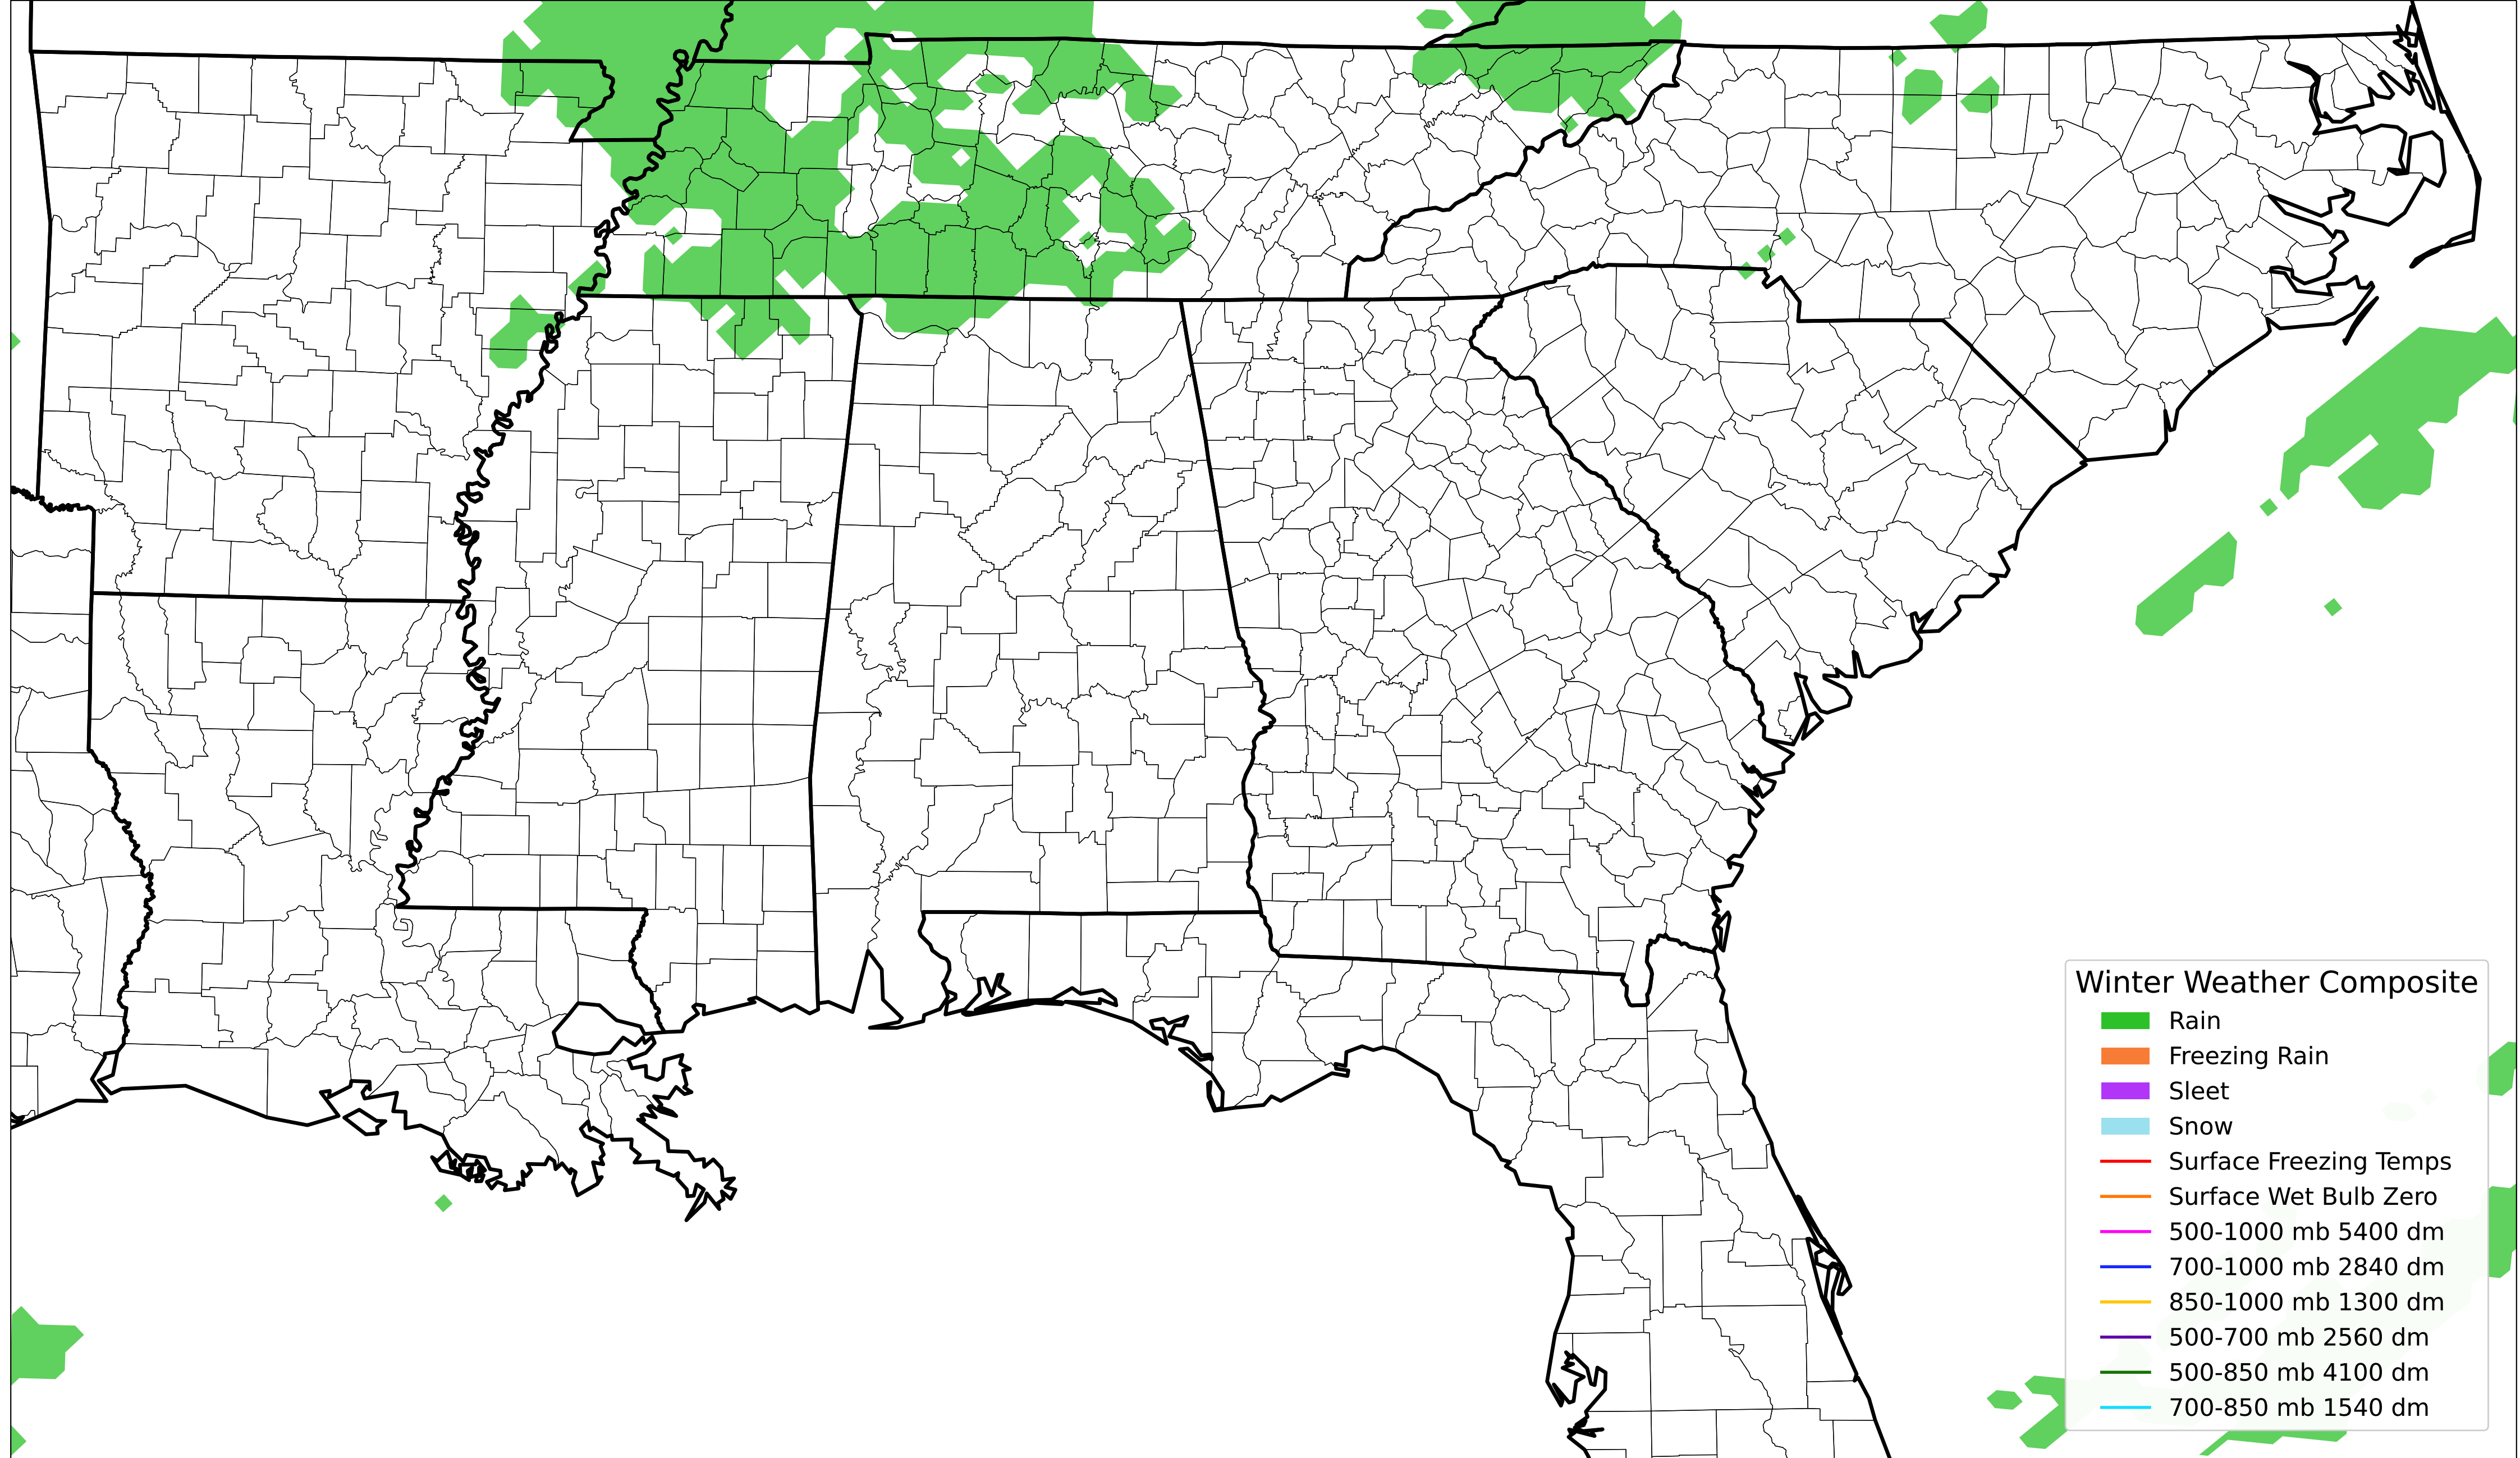 Winter Weather Composite
Rain
Freezing Rain
Sleet
Snow
Surface Freezing Temps
Surface Wet Bulb Zero
500-1000 mb 5400 dm
700-1000 mb 2840 dm
850-1000 mb 1300 dm
500-700 mb 2560 dm
500-850 mb 4100 dm
700-850 mb 1540 dm